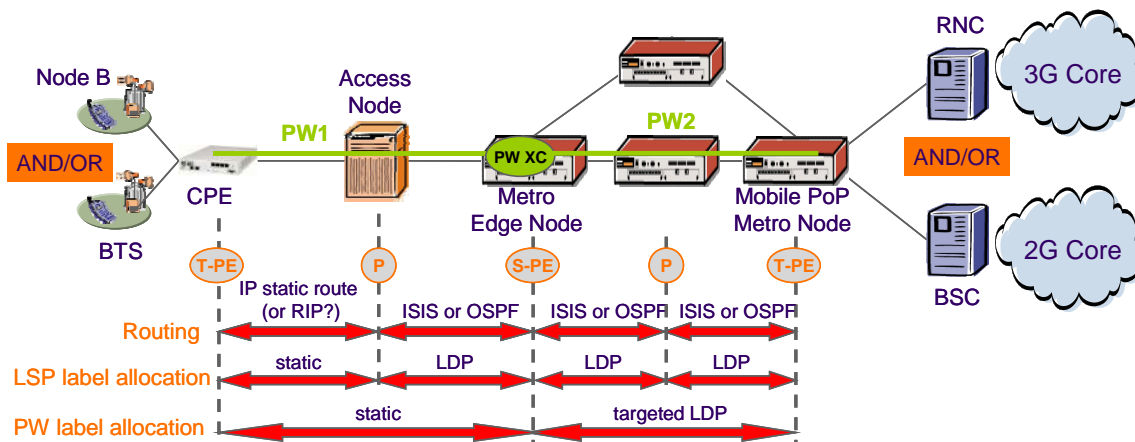 RNC
3G Core
Node B
Access
Node
PW1
PW2
AND/OR
PW XC
AND/OR
CPE
Metro
Edge Node
Mobile PoP
Metro Node
BTS
2G Core
BSC
T-PE
P
S-PE
P
T-PE
IP static route
(or RIP?)
ISIS or OSPF
ISIS or OSPF
ISIS or OSPF
Routing
static
LDP
LDP
LDP
LSP label allocation
static
targeted LDP
PW label allocation